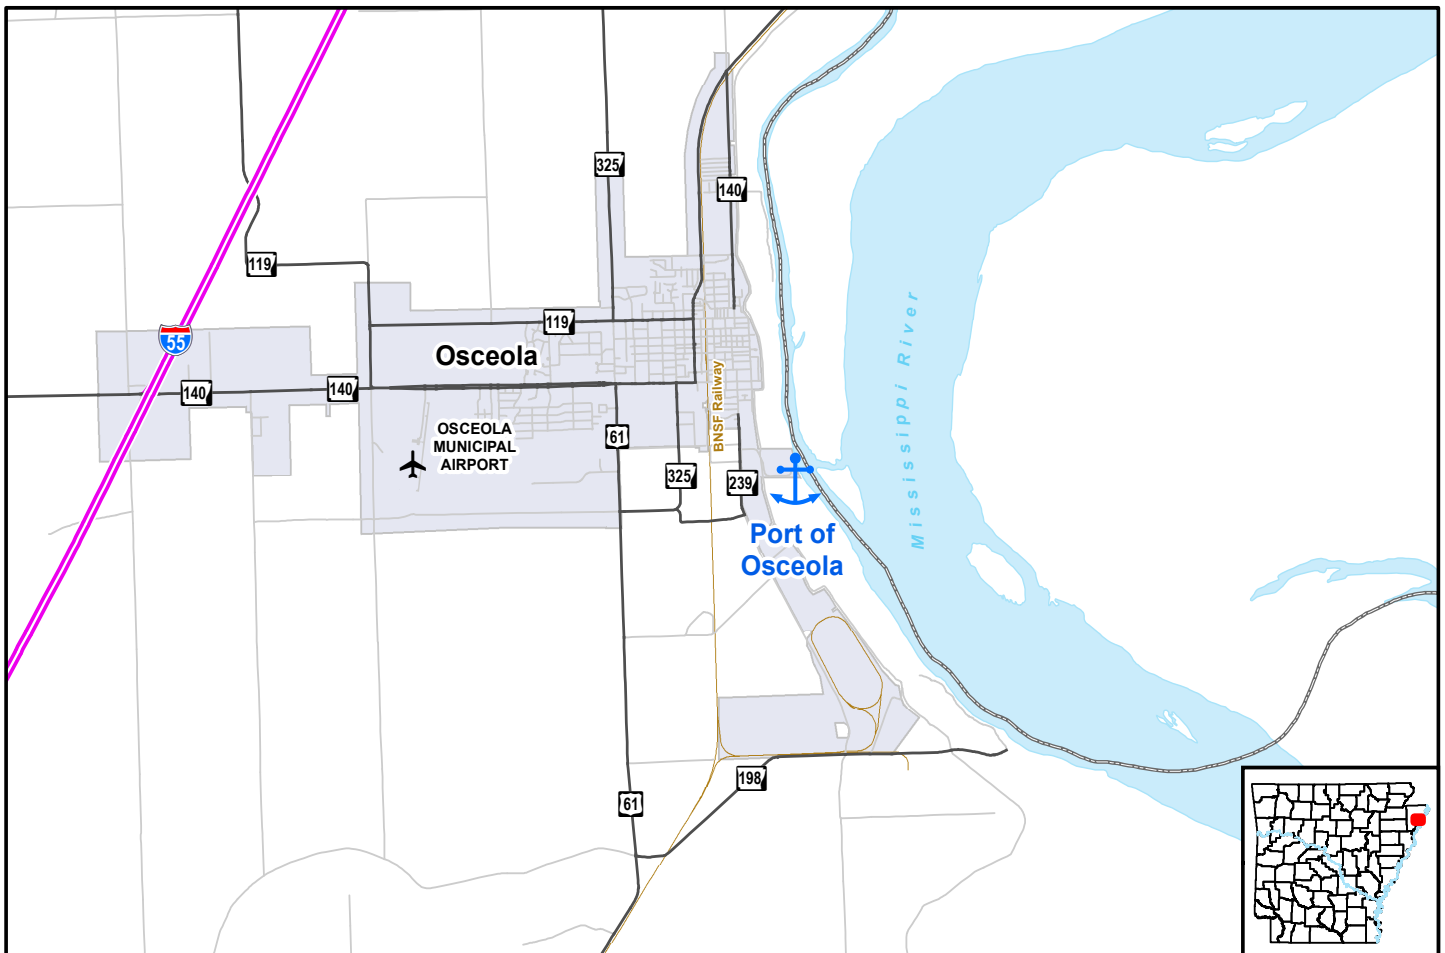 325
140
119
119
55
Osceola
140
140
OSCEOLA
MUNICIPAL
AIRPORT
61
BNSF Railway
325
239
Mississippi River
Port of
Osceola
198
61